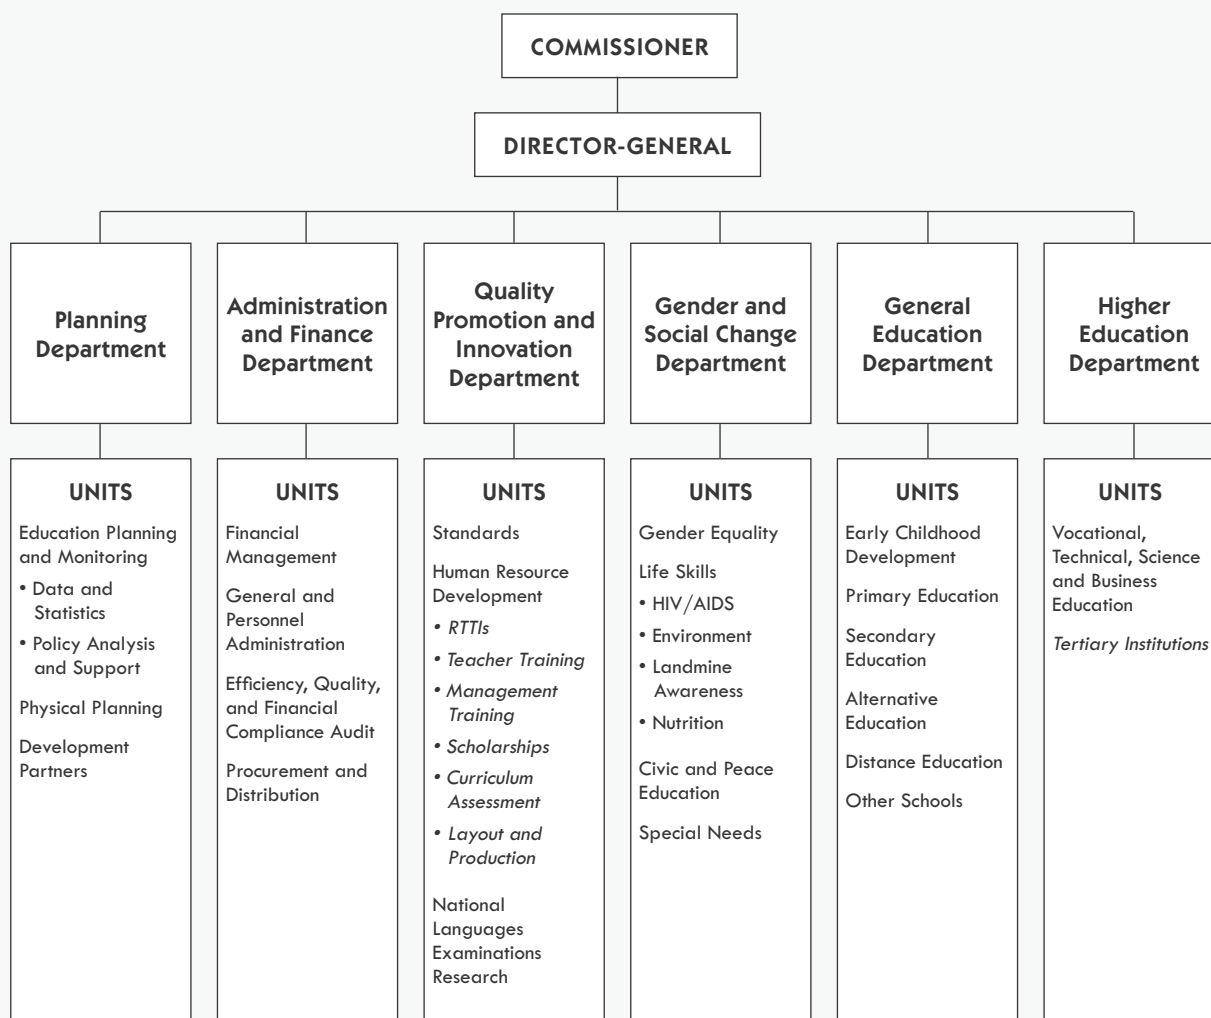 COMMISSIONER
DIRECTOR-GENERAL
Planning
Department
Administration
and Finance
Department
Quality
Promotion and
Innovation
Department
Gender and
Social Change
Department
General
Education
Department
Higher
Education
Department
UNITS
Education Planning
and Monitoring
• Data and
Statistics
• Policy Analysis
and Support
Physical Planning
Development
Partners
UNITS
Financial
Management
General and
Personnel
Administration
Efficiency, Quality,
and Financial
Compliance Audit
Procurement and
Distribution
UNITS
Standards
Human Resource
Development
• RTTIs
• Teacher Training
• Management
Training
• Scholarships
• Curriculum
Assessment
• Layout and
Production
National
Languages
Examinations
Research
UNITS
Gender Equality
Life Skills
• HIV/AIDS
• Environment
• Landmine
Awareness
• Nutrition
Civic and Peace
Education
Special Needs
UNITS
Early Childhood
Development
Primary Education
Secondary
Education
Alternative
Education
Distance Education
Other Schools
UNITS
Vocational,
Technical, Science
and Business
Education
Tertiary Institutions